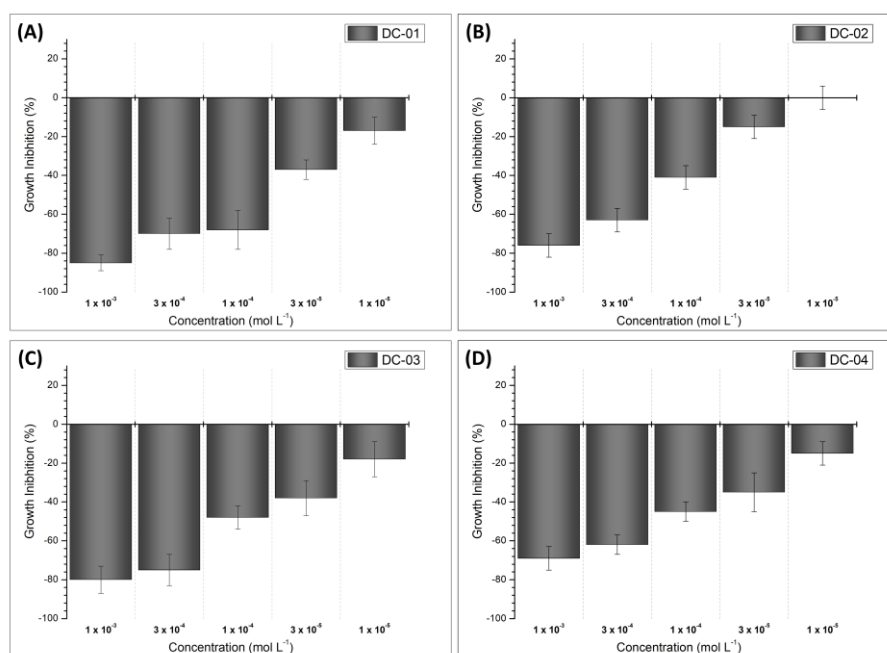 (A)
DC-01
Growth Inibhition (%)
20
0
-20
-40
-60
-80
-100
1 x 10⁻³ 3 x 10⁻⁴ 1 x 10⁻⁴ 3 x 10⁻⁵ 1 x 10⁻⁵
Concentration (mol L⁻¹)
(B)
DC-02
Growth Inibhition (%)
20
0
-20
-40
-60
-80
-100
1 x 10⁻³ 3 x 10⁻⁴ 1 x 10⁻⁴ 3 x 10⁻⁵ 1 x 10⁻⁵
Concentration (mol L⁻¹)
(C)
DC-03
Growth Inibhition (%)
20
0
-20
-40
-60
-80
-100
1 x 10⁻³ 3 x 10⁻⁴ 1 x 10⁻⁴ 3 x 10⁻⁵ 1 x 10⁻⁵
Concentration (mol L⁻¹)
(D)
DC-04
Growth Inibhition (%)
20
0
-20
-40
-60
-80
-100
1 x 10⁻³ 3 x 10⁻⁴ 1 x 10⁻⁴ 3 x 10⁻⁵ 1 x 10⁻⁵
Concentration (mol L⁻¹)